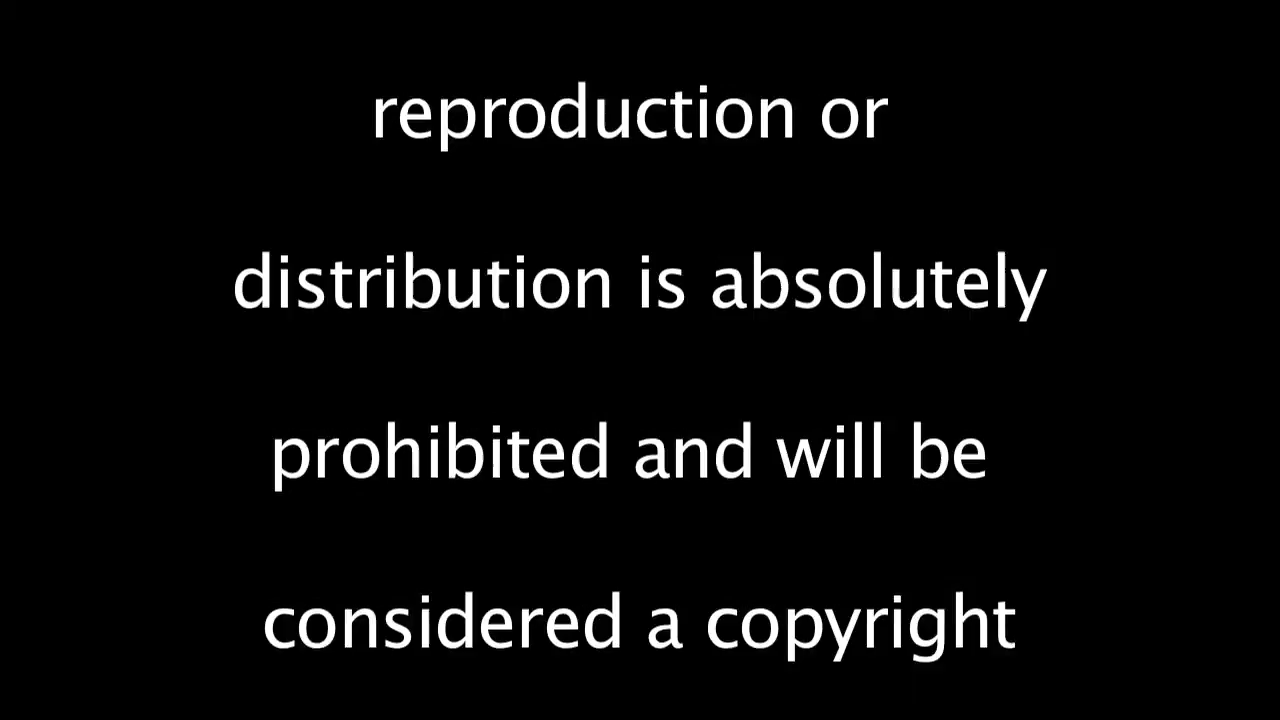 reproduction or
distribution is absolutely
prohibited and will be
considered a copyright